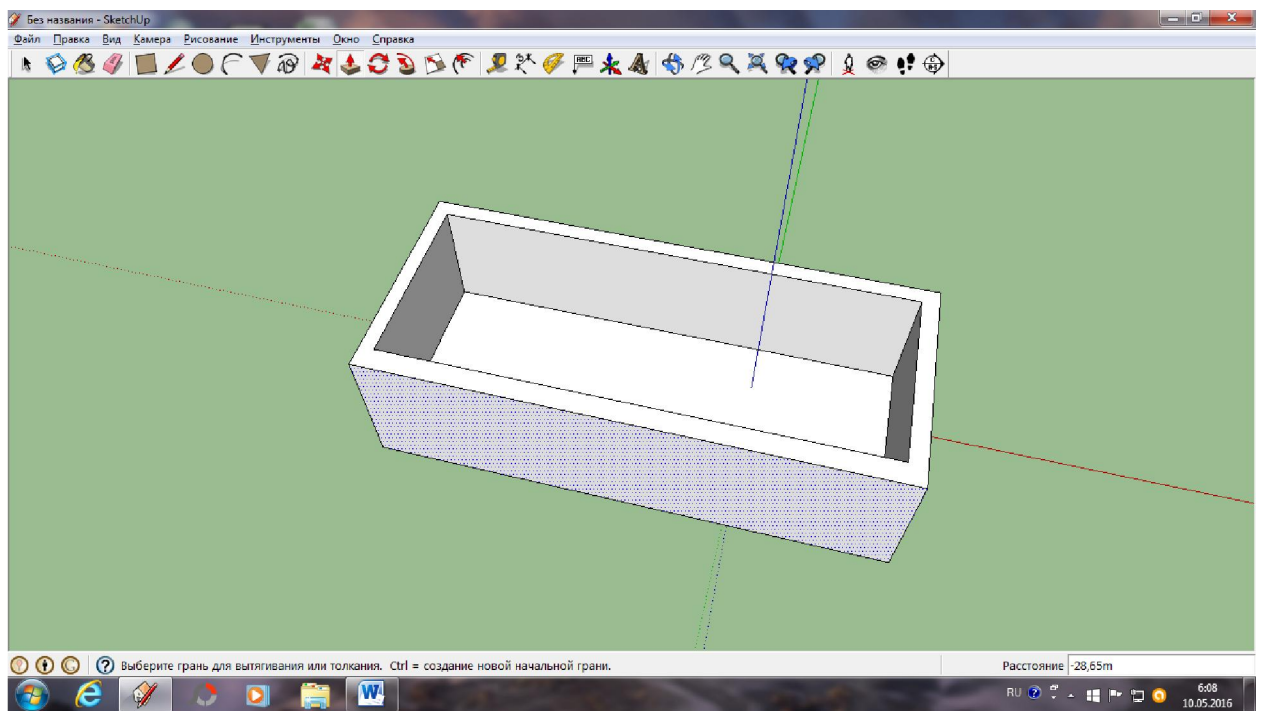 Без названия - SketchUp
Файл Правка Вид Камера Рисование Инструменты Окно Справка
ABC
Выберите грань для вытягивания или толкания. Ctrl = создание новой начальной грани.
Расстояние -28,65m
RU
6:08
10.05.2016